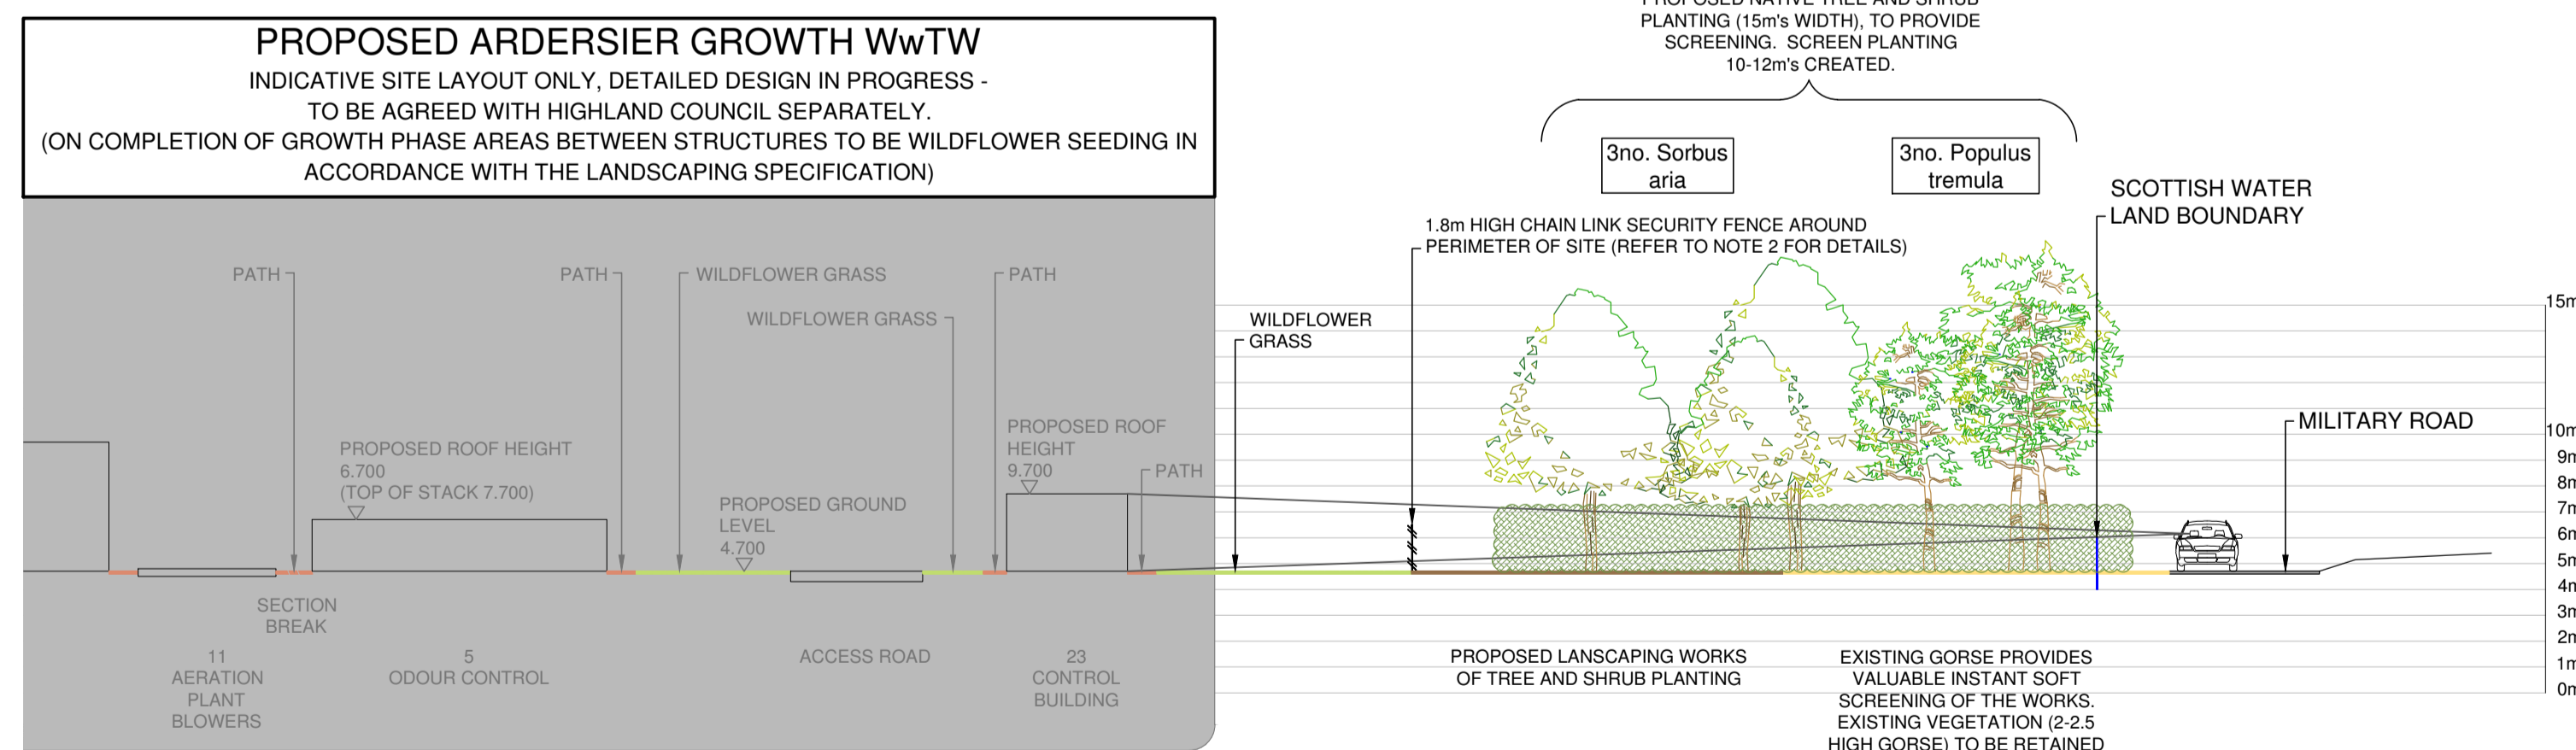 PROPOSED ARDERSIER GROWTH WwTW
INDICATIVE SITE LAYOUT ONLY, DETAILED DESIGN IN PROGRESS -
TO BE AGREED WITH HIGHLAND COUNCIL SEPARATELY.
(ON COMPLETION OF GROWTH PHASE AREAS BETWEEN STRUCTURES TO BE WILDFLOWER SEEDING IN
ACCORDANCE WITH THE LANDSCAPING SPECIFICATION)
PROPOSED NATIVE TREE AND SHRUB
PLANTING (15m's WIDTH), TO PROVIDE
SCREENING. SCREEN PLANTING
10-12m's CREATED.
3no. Sorbus
aria
3no. Populus
tremula
SCOTTISH WATER
LAND BOUNDARY
1.8m HIGH CHAIN LINK SECURITY FENCE AROUND
PERIMETER OF SITE (REFER TO NOTE 2 FOR DETAILS)
PATH
PATH
WILDFLOWER GRASS
PATH
WILDFLOWER GRASS
WILDFLOWER
GRASS
PROPOSED ROOF HEIGHT
6.700
(TOP OF STACK 7.700)
PROPOSED GROUND
LEVEL
4.700
PROPOSED ROOF
HEIGHT
9.700
PATH
MILITARY ROAD
15m
10m
9m
8m
7m
6m
5m
4m
3m
2m
1m
0m
SECTION
BREAK
11
AERATION
PLANT
BLOWERS
5
ODOUR CONTROL
ACCESS ROAD
23
CONTROL
BUILDING
PROPOSED LANSCAPING WORKS
OF TREE AND SHRUB PLANTING
EXISTING GORSE PROVIDES
VALUABLE INSTANT SOFT
SCREENING OF THE WORKS.
EXISTING VEGETATION (2-2.5
HIGH GORSE) TO BE RETAINED